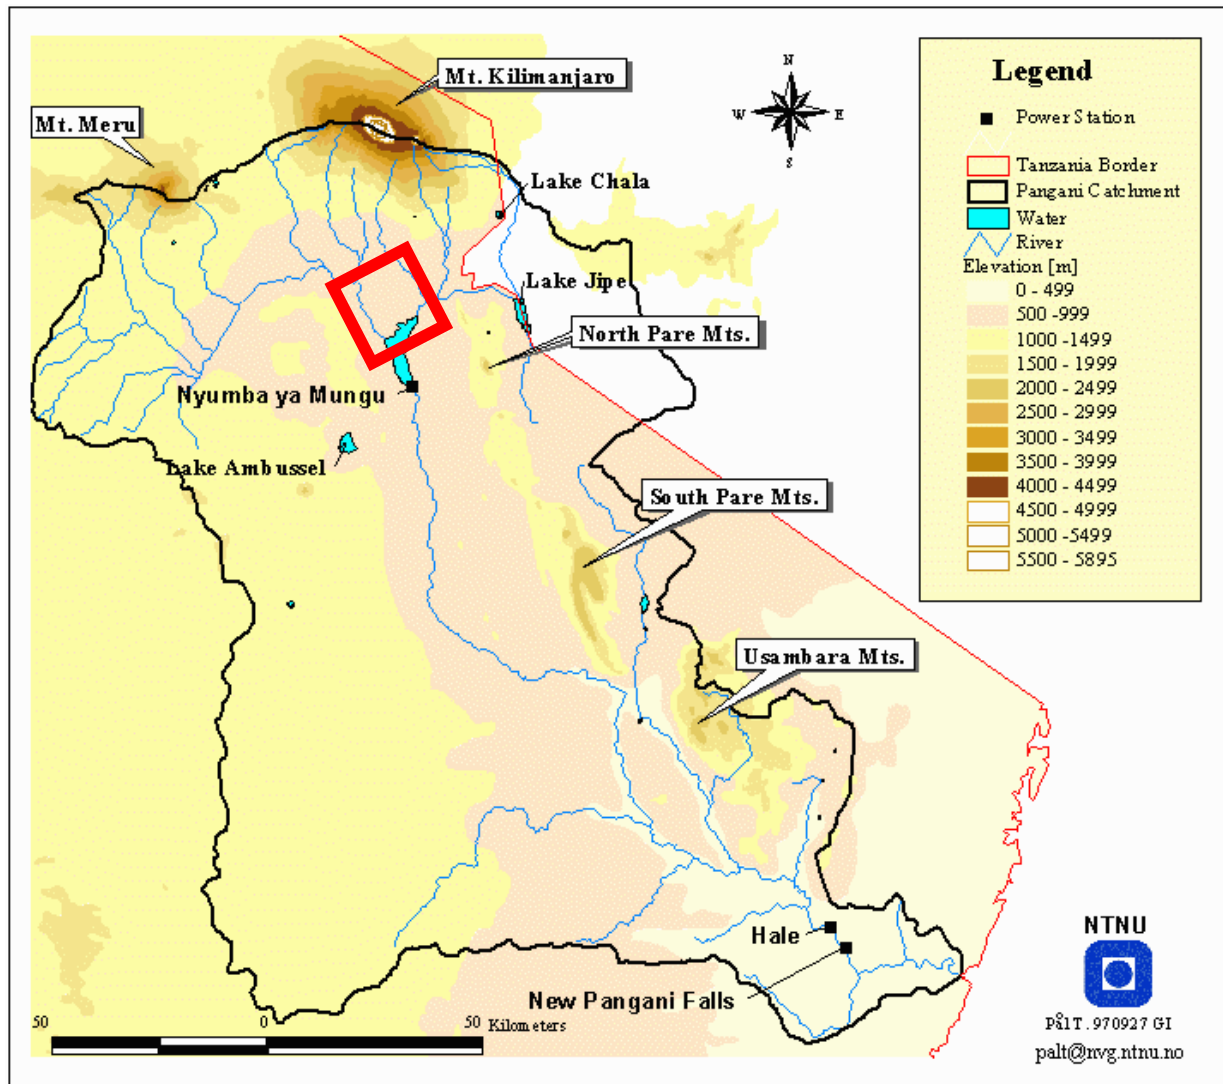 Mt. Kilimanjaro
Mt. Meru
N
W
E
S
Lake Chala
Lake Jipe
North Pare Mts.
Nyumba ya Mungu
Lake Ambussel
South Pare Mts.
Usambara Mts.
Hale
New Pangani Falls
50
0
50 Kilometers
Legend
Power Station
Tanzania Border
Pangani Catchment
Water
River
Elevation [m]
0 - 499
500 -999
1000 -1499
1500 - 1999
2000 - 2499
2500 - 2999
3000 - 3499
3500 - 3999
4000 - 4499
4500 - 4999
5000 -5499
5500 - 5895
NTNU
Pål T. 970927 GI
palt@nvg.ntnu.no